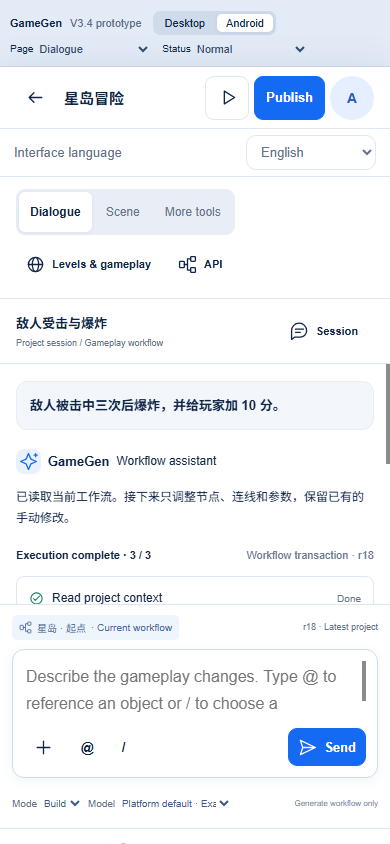 GameGen V3.4 prototype Desktop Android
Page Dialogue Status Normal
星岛冒险 Publish A
Interface language English
Dialogue Scene More tools
Levels & gameplay API
敌人受击与爆炸
Project session / Gameplay workflow
Session
敌人被击中三次后爆炸，并给玩家加 10 分。
GameGen Workflow assistant
已读取当前工作流。接下来只调整节点、连线和参数，保留已有的
手动修改。
Execution complete · 3 / 3 Workflow transaction · r18
Read project context Done
星岛 · 起点 · Current workflow r18 · Latest project
Describe the gameplay changes. Type @ to
reference an object or / to choose a
@ / Send
Mode Build Model Platform default · Exa Generate workflow only